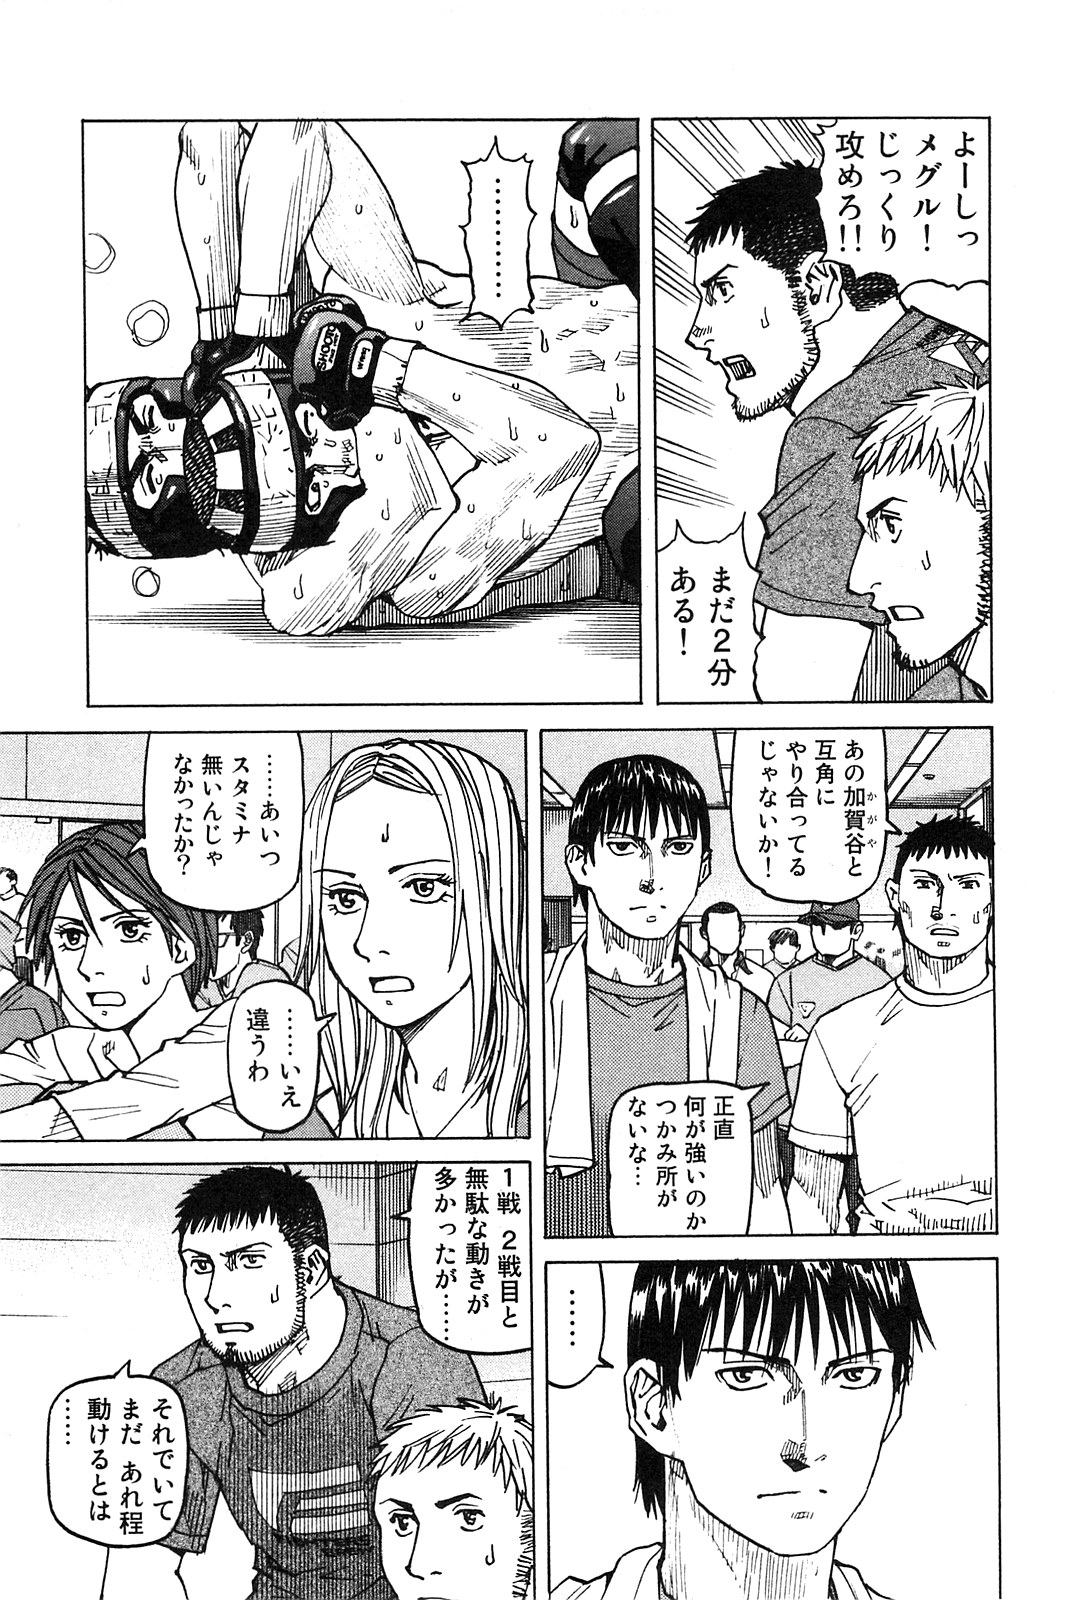 よーしっ
メグル！
じっくり
攻めろ!!
まだ2分
ある！
…………
SHOOTO
あの加賀谷と
かがや
互角に
やり合ってる
じゃないか！
正直
何が強いのか
つかみ所が
ないな…
……あいつ
スタミナ
無いんじゃ
なかったか？
……いえ
違うわ
……
1戦 2戦目と
無駄な動きが
多かったが……
それでいて
まだ あれ程
動けるとは
……